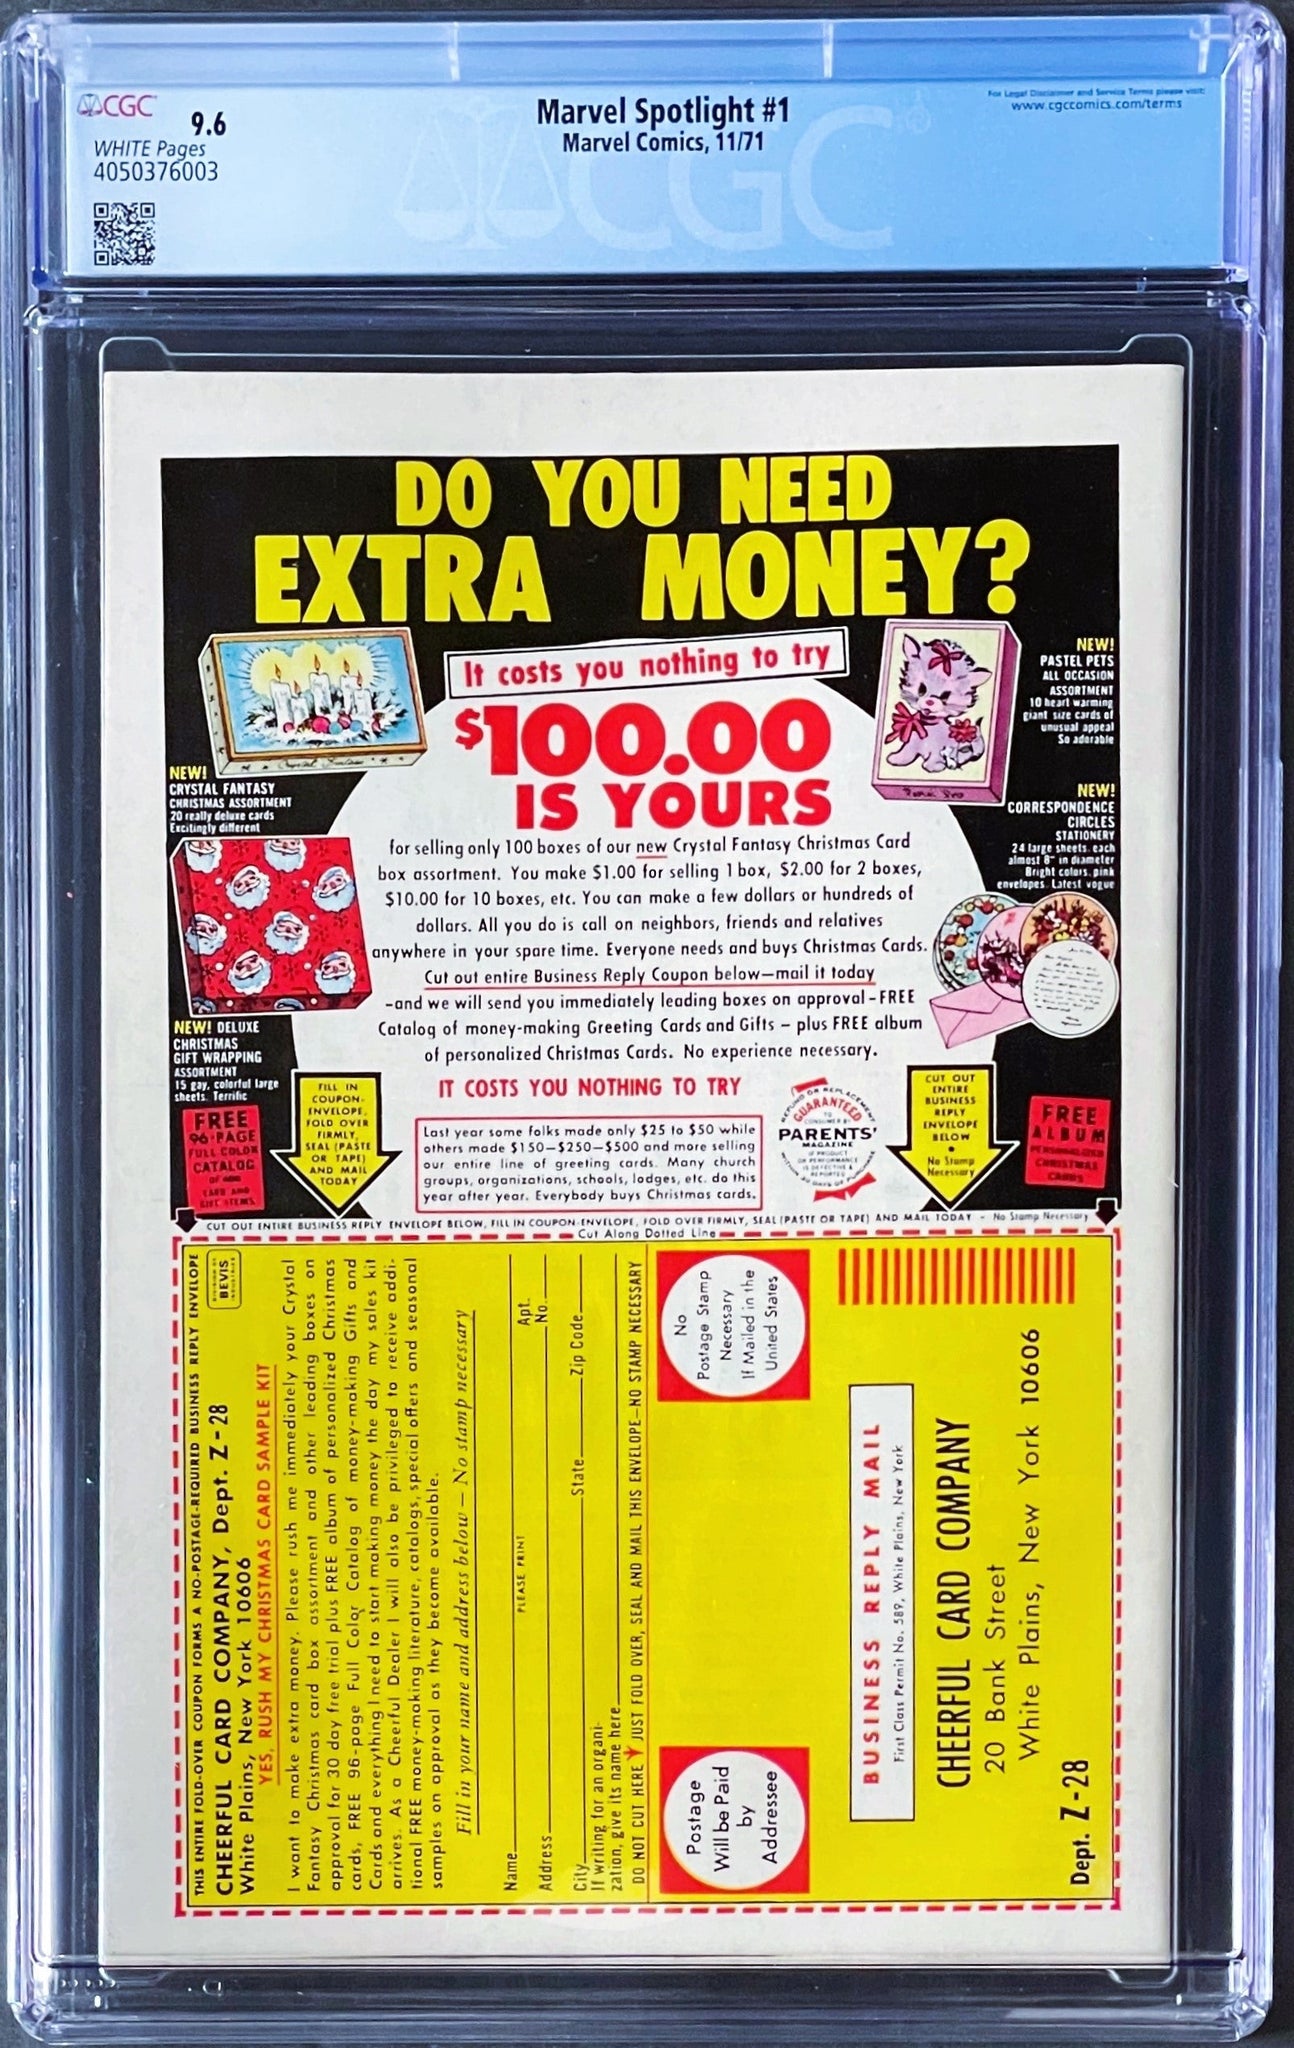 CGC
9.6
WHITE Pages
4050376003
Marvel Spotlight #1
Marvel Comics, 11/71
For Legal Disclaimer and Service Terms please visit:
www.cgccomics.com/terms
CGC
DO YOU NEED
EXTRA MONEY?
It costs you nothing to try
$100.00
IS YOURS
for selling only 100 boxes of our new Crystal Fantasy Christmas Card
box assortment. You make $1.00 for selling 1 box, $2.00 for 2 boxes,
$10.00 for 10 boxes, etc. You can make a few dollars or hundreds of
dollars. All you do is call on neighbors, friends and relatives
anywhere in your spare time. Everyone needs and buys Christmas Cards.
Cut out entire Business Reply Coupon below—mail it today
-and we will send you immediately leading boxes on approval - FREE
Catalog of money-making Greeting Cards and Gifts - plus FREE album
of personalized Christmas Cards. No experience necessary.
IT COSTS YOU NOTHING TO TRY
Last year some folks made only $25 to $50 while
others made $150—$250—$500 and more selling
our entire line of greeting cards. Many church
groups, organizations, schools, lodges, etc. do this
year after year. Everybody buys Christmas cards.
NEW!
CRYSTAL FANTASY
CHRISTMAS ASSORTMENT
20 really deluxe cards
Excitingly different
NEW! DELUXE
CHRISTMAS
GIFT WRAPPING
ASSORTMENT
15 gay, colorful large
sheets. Terrific
FREE
96-PAGE
FULL COLOR
CATALOG
CARD AND
GIFT ITEMS
FILL IN
COUPON-
ENVELOPE,
FOLD OVER
FIRMLY,
SEAL (PASTE
OR TAPE)
AND MAIL
TODAY
NEW!
PASTEL PETS
ALL OCCASION
ASSORTMENT
10 heart warming
giant size cards of
unusual appeal
So adorable
NEW!
CORRESPONDENCE
CIRCLES
STATIONERY
24 large sheets, each
almost 8" in diameter
Bright colors, pink
envelopes. Latest vogue
REFUND OR REPLACEMENT
GUARANTEED
TO
CONSUMER BY
PARENTS'
MAGAZINE
IF PRODUCT
OR PERFORMANCE
IS DEFECTIVE &
REPORTED
WITHIN 30 DAYS OF PURCHASE
CUT OUT
ENTIRE
BUSINESS
REPLY
ENVELOPE
BELOW
•
No Stamp
Necessary
FREE
ALBUM
PERSONALIZED
CHRISTMAS
CARDS
CUT OUT ENTIRE BUSINESS REPLY ENVELOPE BELOW, FILL IN COUPON-ENVELOPE, FOLD OVER FIRMLY, SEAL (PASTE OR TAPE) AND MAIL TODAY - No Stamp Necessary
Cut Along Dotted Line
THIS ENTIRE FOLD-OVER COUPON FORMS A NO-POSTAGE-REQUIRED BUSINESS REPLY ENVELOPE
CHEERFUL CARD COMPANY, Dept. Z-28
White Plains, New York 10606
DIVISION OF
BEVIS
INDUSTRIES
YES, RUSH MY CHRISTMAS CARD SAMPLE KIT
I want to make extra money. Please rush me immediately your Crystal
Fantasy Christmas card box assortment and other leading boxes on
approval for 30 day free trial plus FREE album of personalized Christmas
cards, FREE 96-page Full Color Catalog of money-making Gifts and
Cards and everything I need to start making money the day my sales kit
arrives. As a Cheerful Dealer I will also be privileged to receive addi-
tional FREE money-making literature, catalogs, special offers and seasonal
samples on approval as they become available.
Fill in your name and address below — No stamp necessary
Name
PLEASE PRINT
Address
Apt.
No.
City
State
Zip Code
If writing for an organi-
zation, give its name here
DO NOT CUT HERE JUST FOLD OVER, SEAL AND MAIL THIS ENVELOPE—NO STAMP NECESSARY
Postage
Will be Paid
by
Addressee
No
Postage Stamp
Necessary
If Mailed in the
United States
BUSINESS REPLY MAIL
First Class Permit No. 589, White Plains, New York
CHEERFUL CARD COMPANY
20 Bank Street
White Plains, New York 10606
Dept. Z-28